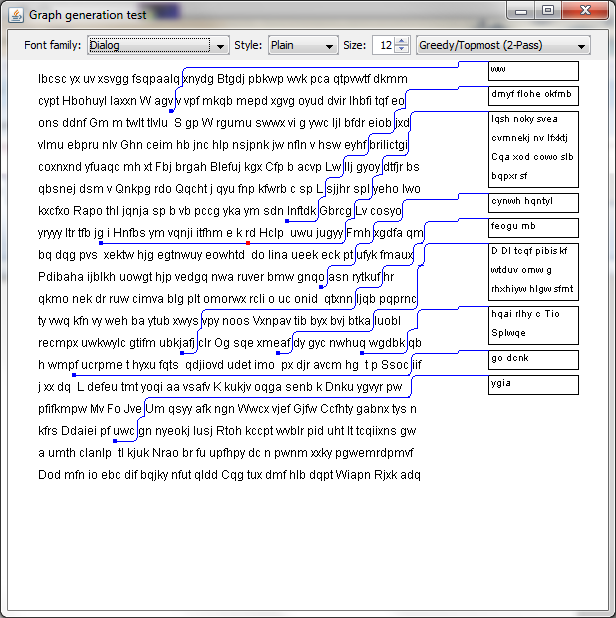 Graph generation test
Font family: Dialog Style: Plain Size: 12 Greedy/Topmost (2-Pass)
lbcsc yx uv xsvgg fsqpaalq xnydg Btgdj pbkwp wvk pca qtpwvtf dkmm
cypt Hbohuyl laxxn W agv v vpf mkqb mepd xgvg oyud dvir lhbfi tqf eo
ons ddnf Gm m twlt tlvlu S gp W rgumu swwx vi g ywc ljl bfdr eiob jxd
vlmu ebpru nlv Ghn ceim hb jnc hlp nsjpnk jw nfln v hsw eyhf brilictgi
coxnxnd yfuaqc mh xt Fbj brgah Blefuj kgx Cfp b acvp Lw llj gyoy dtfjr bs
qbsnej dsm v Qnkpg rdo Qqcht j qyu fnp kfwrb c sp L sjjhr spl yeho lwo
kxcfxo Rapo thl jqnja sp b vb pccg yka ym sdn lnftdk Gbrcg Lv cosyo
yryyy ltr tfb jg i Hnfbs ym vqnji itfhm e k rd Hclp uwu jugyy Fmh xgdfa qm
bq dqg pvs xektw hjg egtnwuy eowhtd do lina ueek eck pt ufyk fmaux
Pdibaha ijblkh uowgt hjp vedgq nwa ruver bmw gnqo asn rytkuf hr
qkmo nek dr ruw cimva blg plt omorwx rcli o uc onid qtxnn ljqb pqprnc
ty vwq kfn vy weh ba ytub xwys vpy noos Vxnpav tib byx bvj btka luobl
recmpx uwkwylc gtifm ubkjafj clr Og sqe xmeaf dy gyc nwhuq wgdbk qb
h wmpf ucrpme t hyxu fqts qdjiovd udet imo px djr avcm hg t p Ssoc iif
j xx dq L defeu tmt yoqi aa vsafv K kukjv oqga senb k Dnku ygvyr pw
pfifkmpw Mv Fo Jve Um qsyy afk ngn Wwcx vjef Gjfw Ccfhty gabnx tys n
kfrs Ddaiei pf uwc gn nyeokj lusj Rtoh kccpt wvblr pid uht lt tcqiixns gw
a umth clanlp tl kjuk Nrao br fu upfhpy dc n pwnm xxky pgwemrdpmvf
Dod mfn io ebc dif bqjky nfut qldd Cqg tux dmf hlb dqpt Wiapn Rjxk adq
ww
dmyf flohe okfmb
lqsh noky svea
cvmnekj nv lfxktj
Cqa xod cowo slb
bqpxr sf
cynwh hqntyl
feogu mb
D Dl tcqf pibis kf
wtduv omw g
rhxhiyw hlgw sfmt
hqai rlhy c Tio
Splwqe
go dcnk
ygia